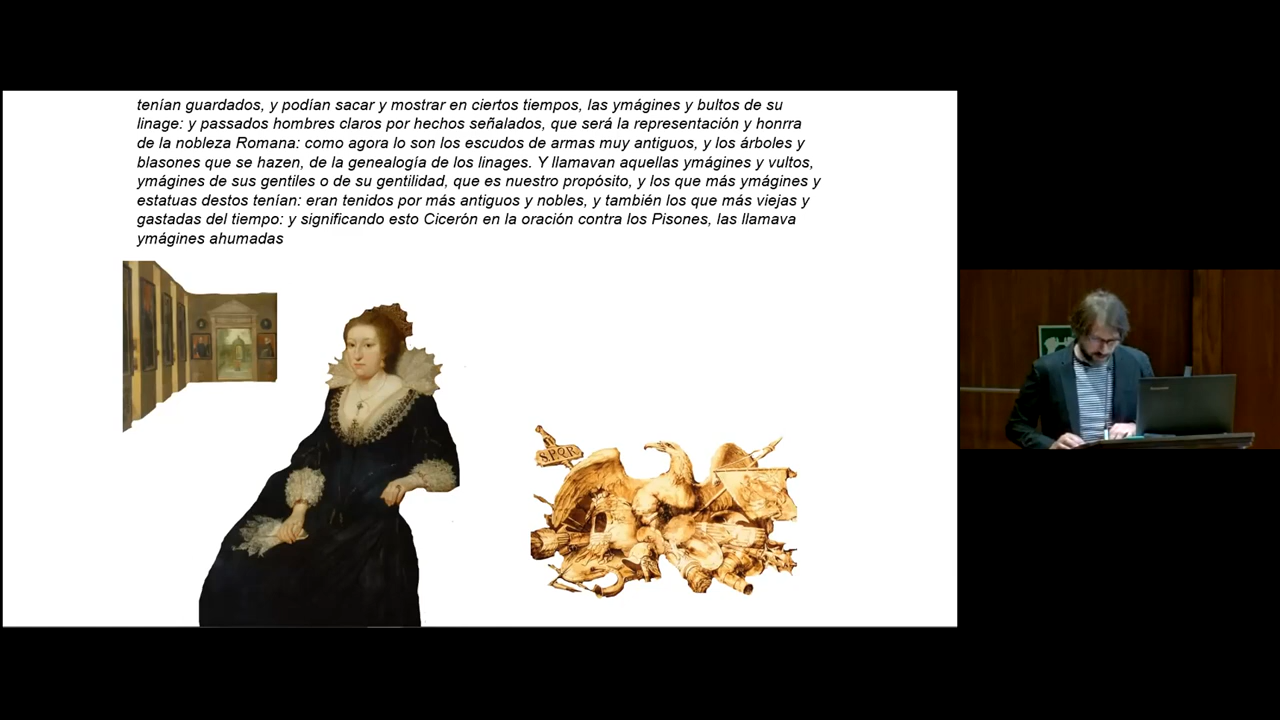 tenían guardados, y podían sacar y mostrar en ciertos tiempos, las ymágines y bultos de su
linage: y passados hombres claros por hechos señalados, que será la representación y honrra
de la nobleza Romana: como agora lo son los escudos de armas muy antiguos, y los árboles y
blasones que se hazen, de la genealogía de los linages. Y llamavan aquellas ymágines y vultos,
ymágines de sus gentiles o de su gentilidad, que es nuestro propósito, y los que más ymágines y
estatuas destos tenían: eran tenidos por más antiguos y nobles, y también los que más viejas y
gastadas del tiempo: y significando esto Cicerón en la oración contra los Pisones, las llamava
ymágines ahumadas
S.P.Q.R